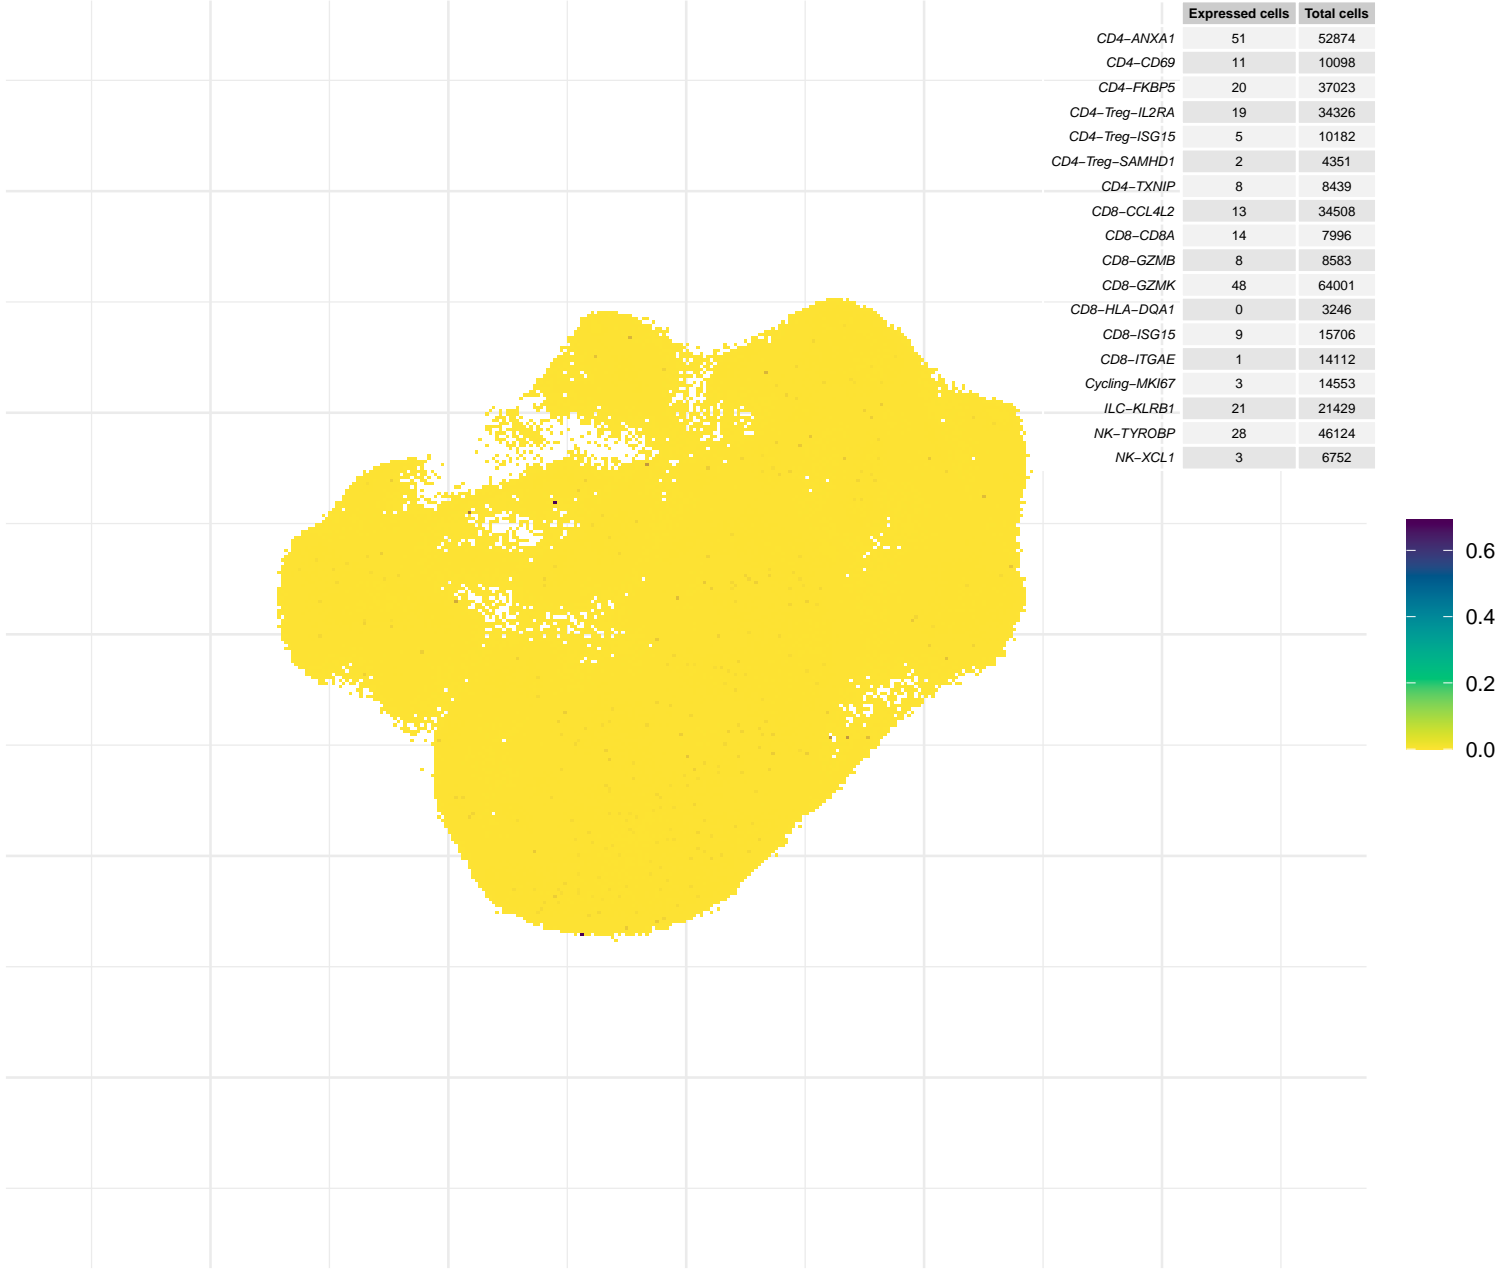 Expressed cells Total cells
CD4−ANXA1 51 52874
CD4−CD69 11 10098
CD4−FKBP5 20 37023
CD4−Treg−IL2RA 19 34326
CD4−Treg−ISG15 5 10182
CD4−Treg−SAMHD1 2 4351
CD4−TXNIP 8 8439
CD8−CCL4L2 13 34508
CD8−CD8A 14 7996
CD8−GZMB 8 8583
CD8−GZMK 48 64001
CD8−HLA−DQA1 0 3246
CD8−ISG15 9 15706
CD8−ITGAE 1 14112
Cycling−MKI67 3 14553
ILC−KLRB1 21 21429
NK−TYROBP 28 46124
NK−XCL1 3 6752
0.6
0.4
0.2
0.0